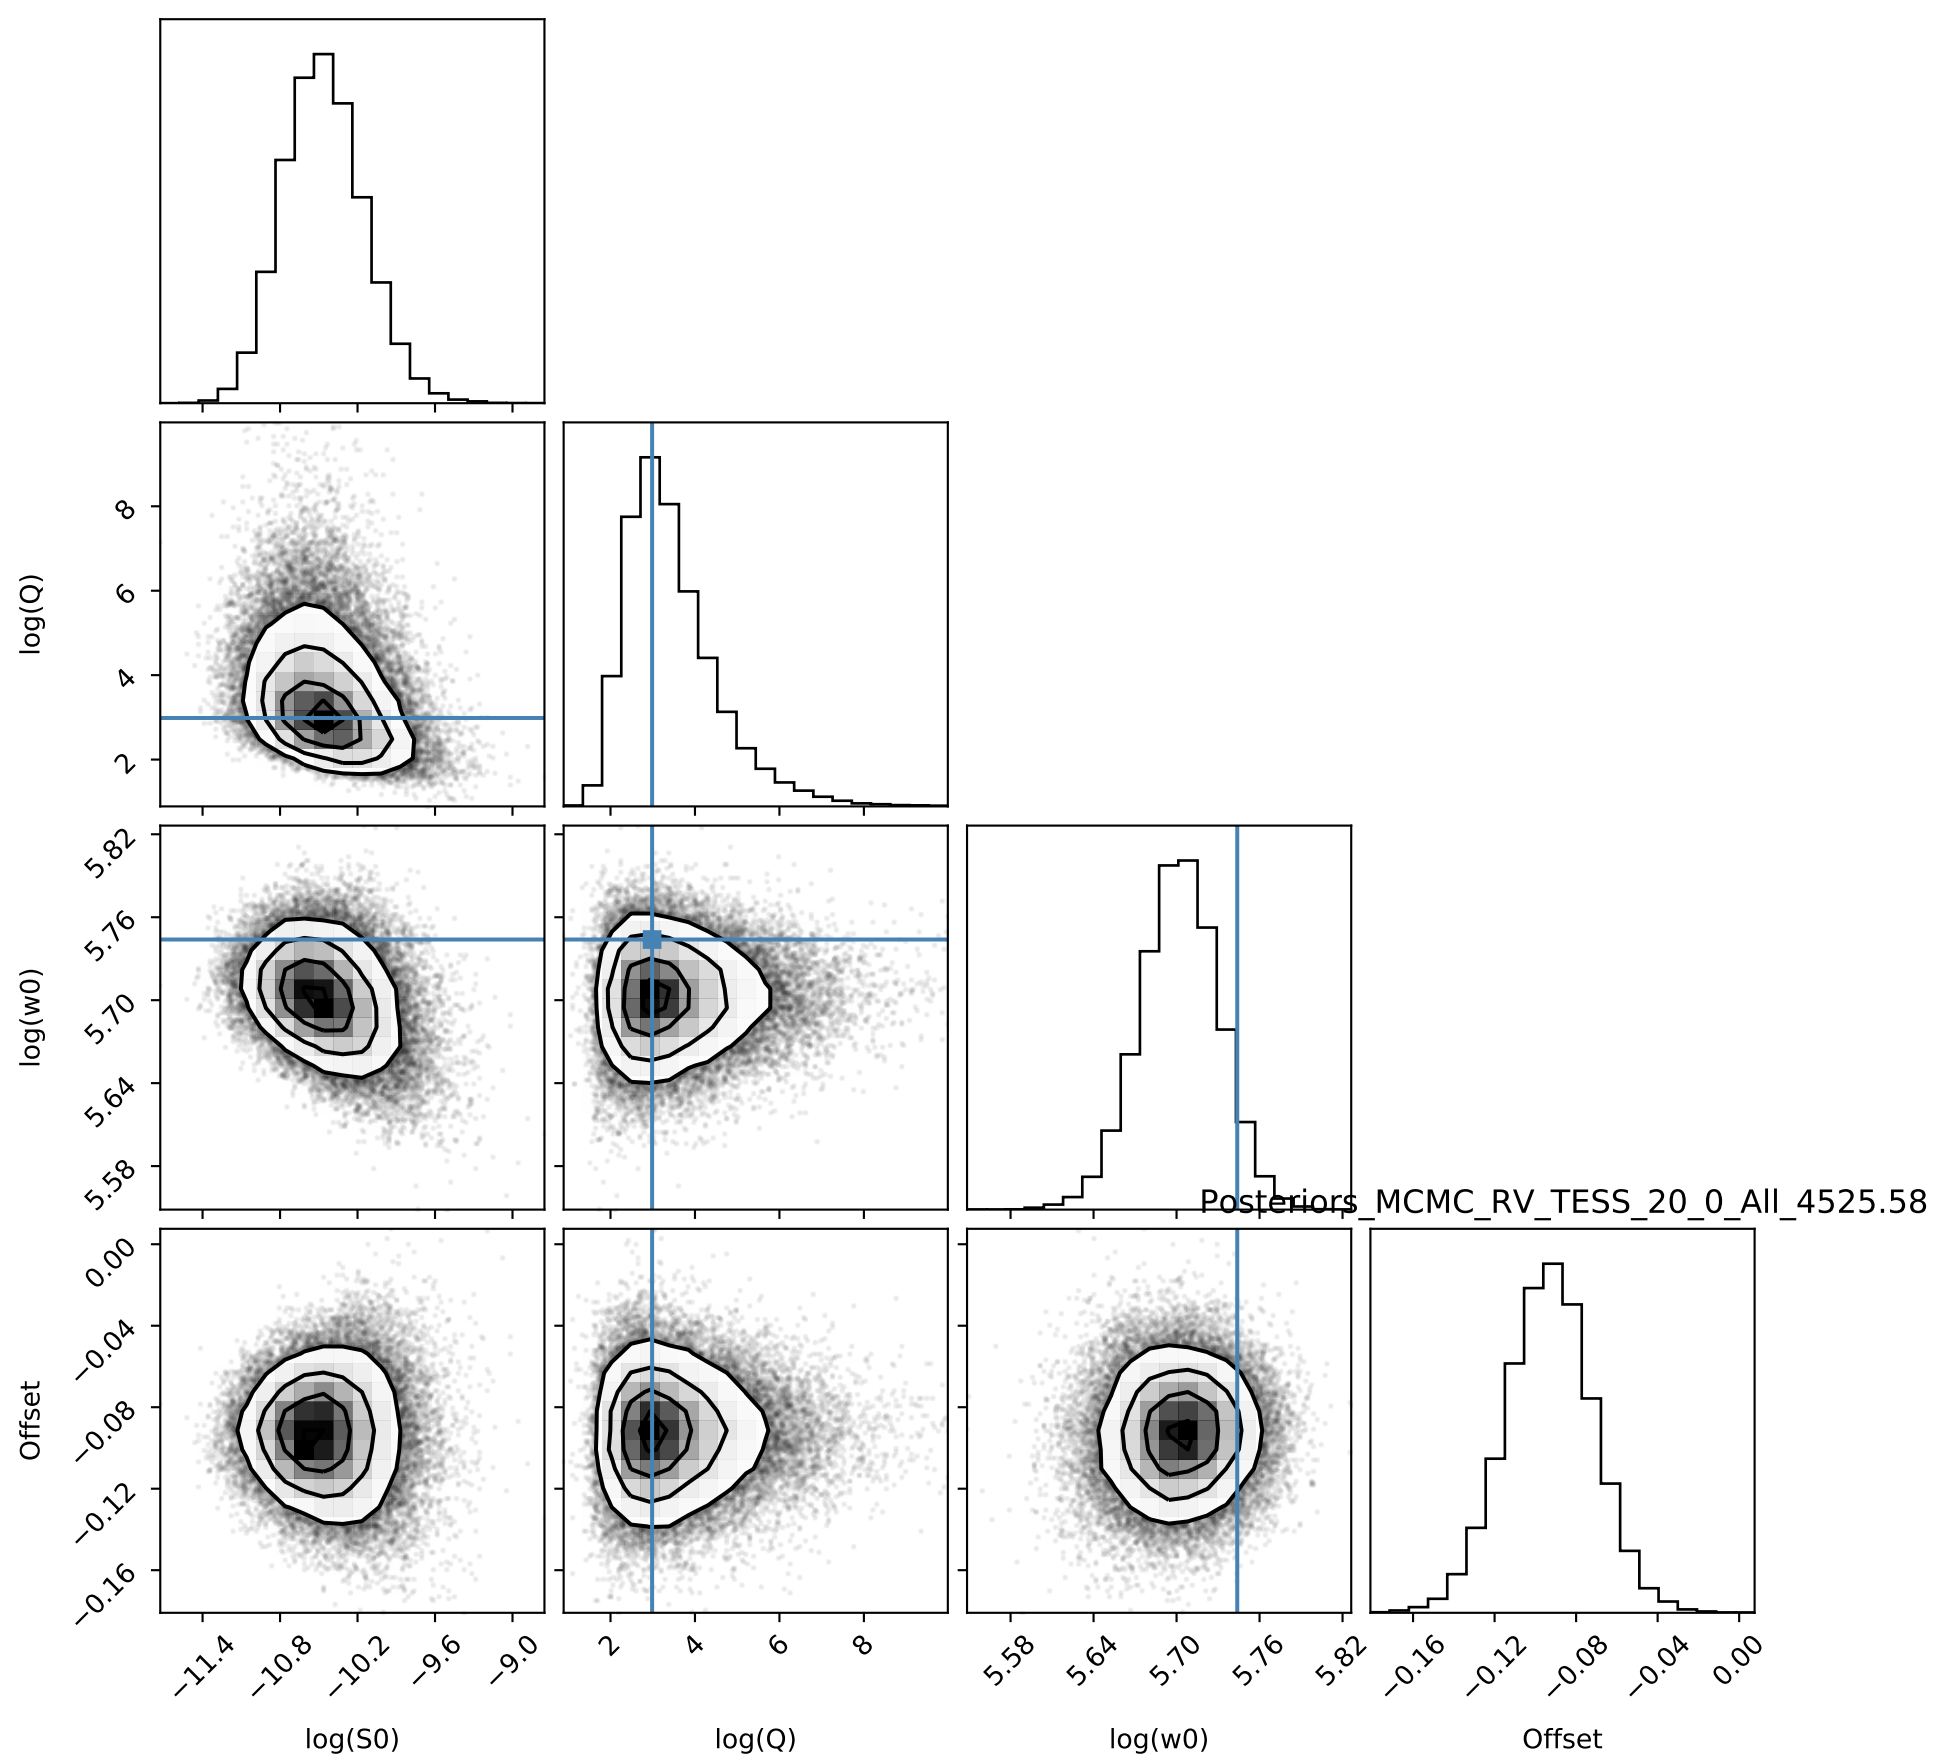 log(Q)
8
6
4
2
log(w0)
5.82
5.76
5.70
5.64
5.58
Posteriors_MCMC_RV_TESS_20_0_All_4525.58
Offset
0.00
−0.04
−0.08
−0.12
−0.16
−11.4 −10.8 −10.2 −9.6 −9.0 2 4 6 8 5.58 5.64 5.70 5.76 5.82 −0.16 −0.12 −0.08 −0.04 0.00
log(S0) log(Q) log(w0) Offset